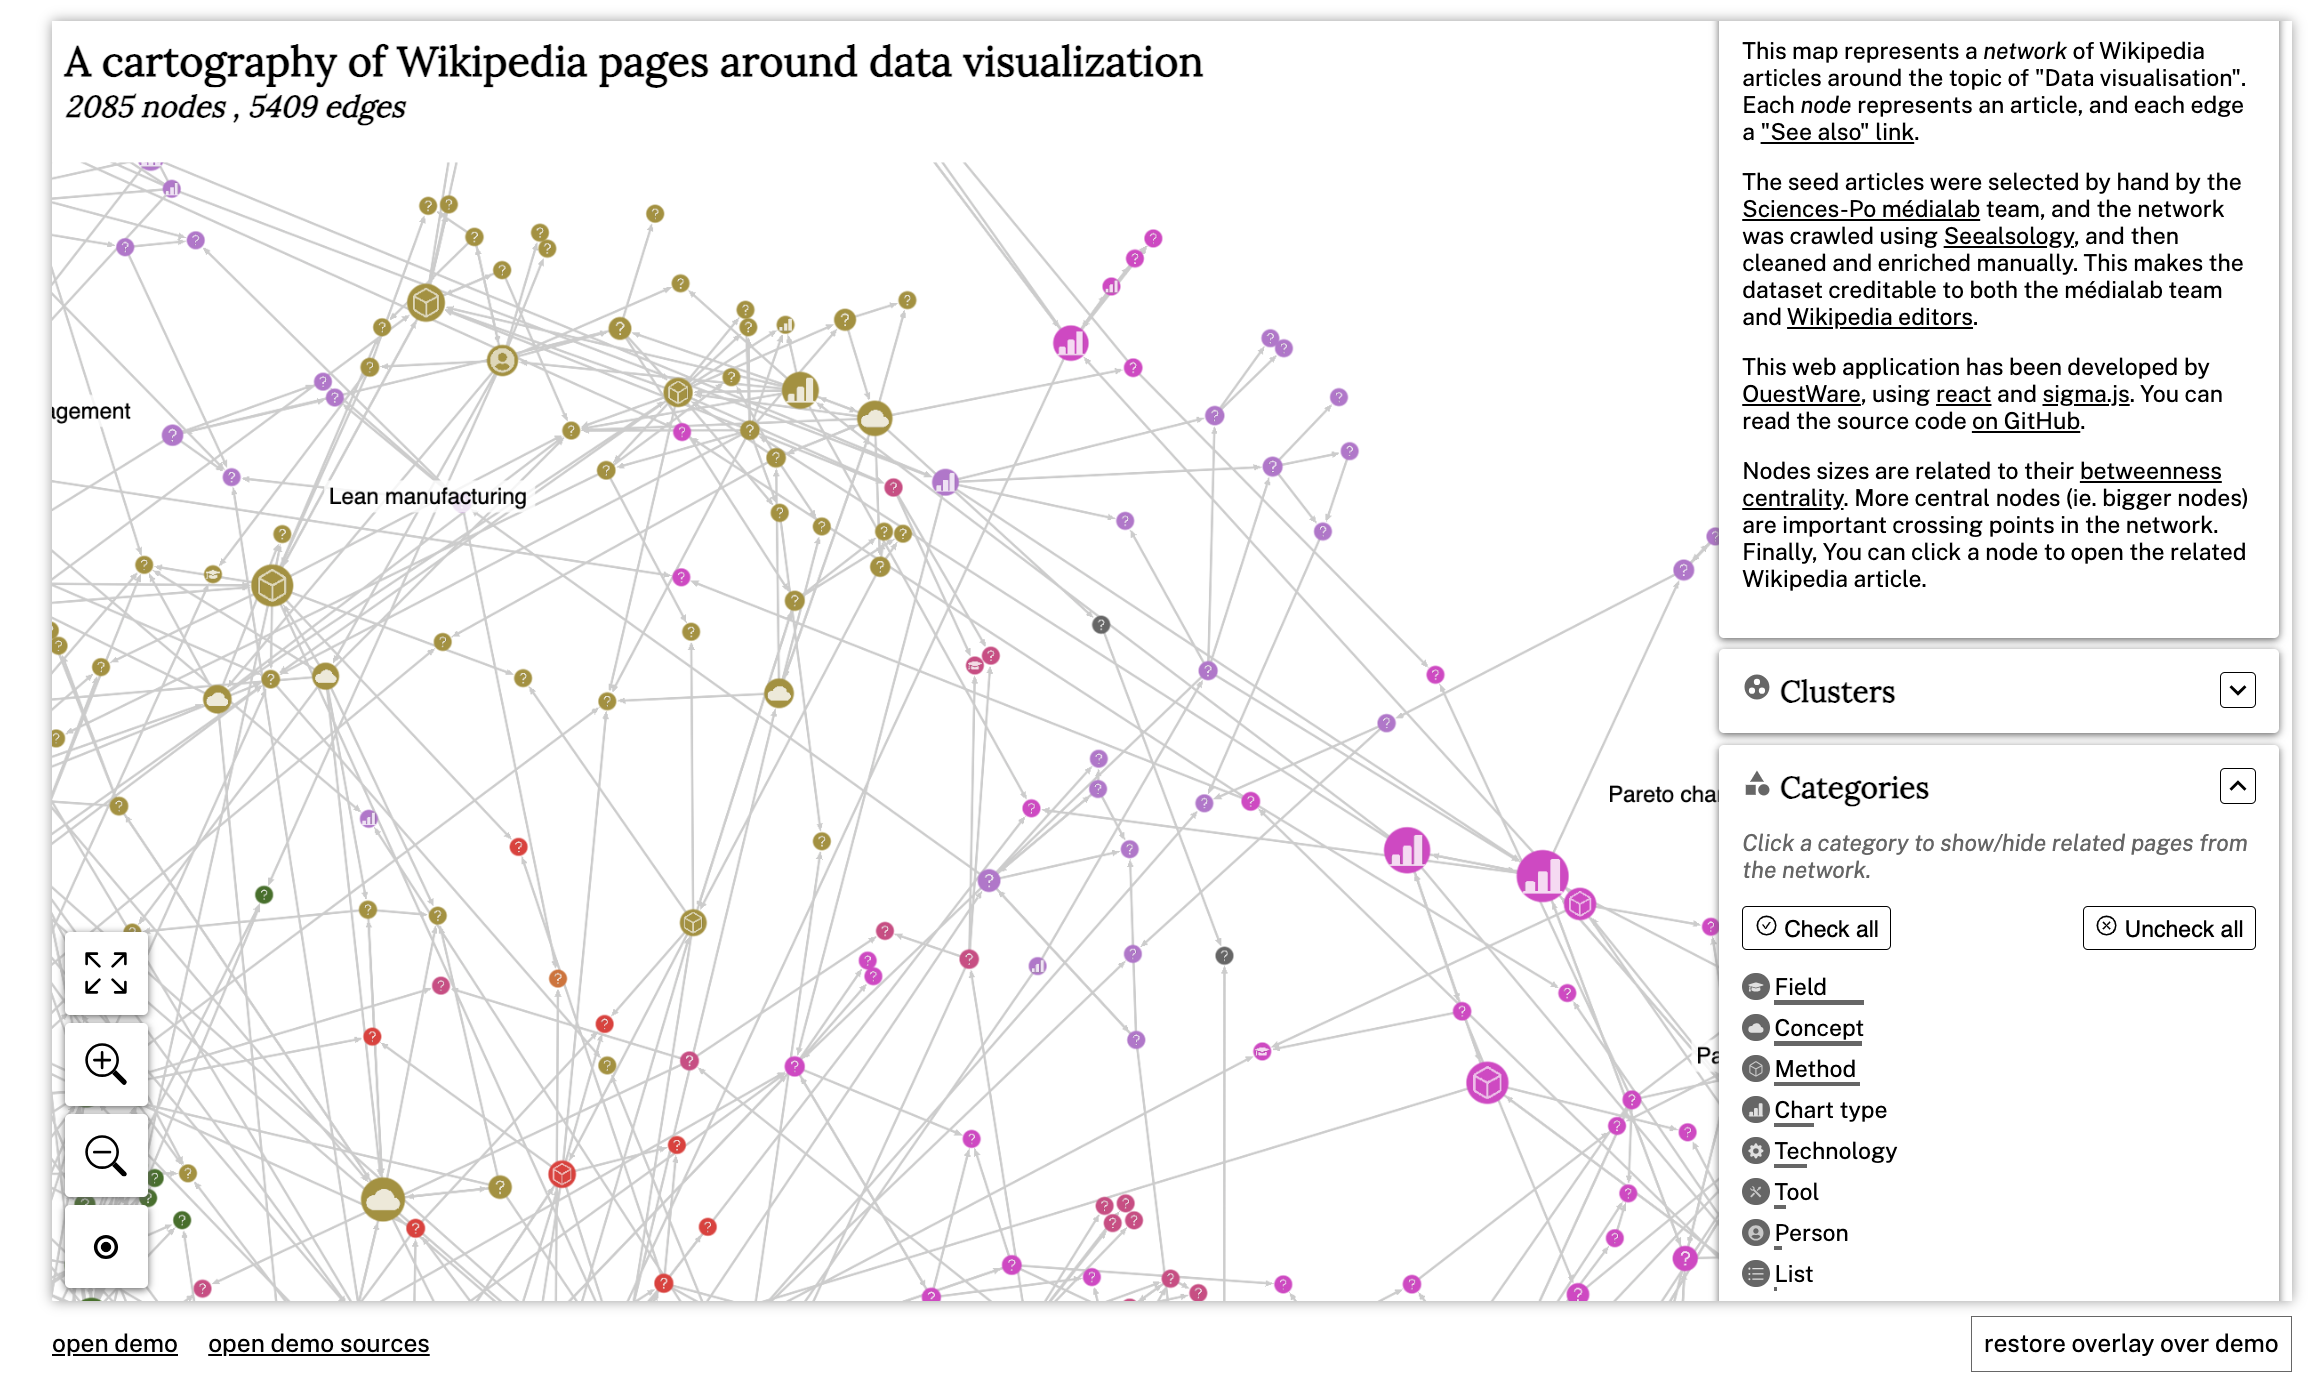 A cartography of Wikipedia pages around data visualization
2085 nodes , 5409 edges
This map represents a network of Wikipedia
articles around the topic of "Data visualisation".
Each node represents an article, and each edge
a "See also" link.
The seed articles were selected by hand by the
Sciences-Po médialab team, and the network
was crawled using Seealsology, and then
cleaned and enriched manually. This makes the
dataset creditable to both the médialab team
and Wikipedia editors.
This web application has been developed by
OuestWare, using react and sigma.js. You can
read the source code on GitHub.
Nodes sizes are related to their betweenness
centrality. More central nodes (ie. bigger nodes)
are important crossing points in the network.
Finally, You can click a node to open the related
Wikipedia article.
agement
Lean manufacturing
Pareto char
Pa
Clusters
Categories
Click a category to show/hide related pages from
the network.
Check all
Uncheck all
Field
Concept
Method
Chart type
Technology
Tool
Person
List
open demo
open demo sources
restore overlay over demo